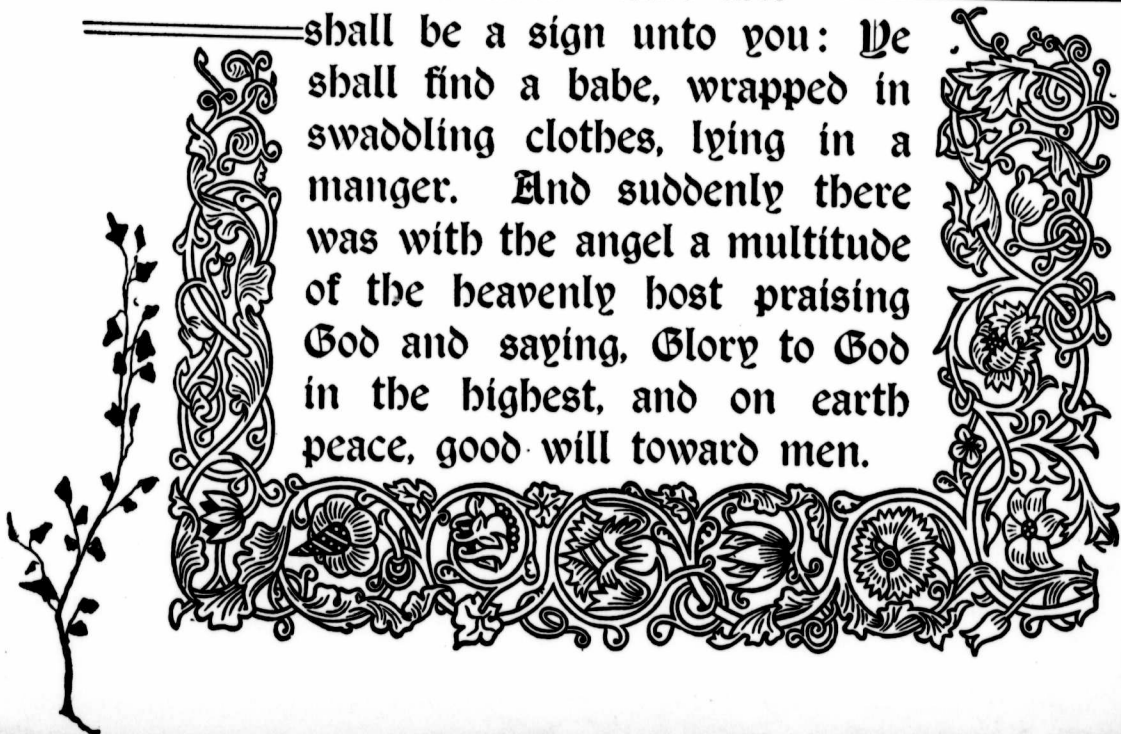 shall be a sign unto you: Ye
shall find a babe, wrapped in
swaddling clothes, lying in a
manger. And suddenly there
was with the angel a multitude
of the heavenly host praising
God and saying, Glory to God
in the highest, and on earth
peace, good will toward men.